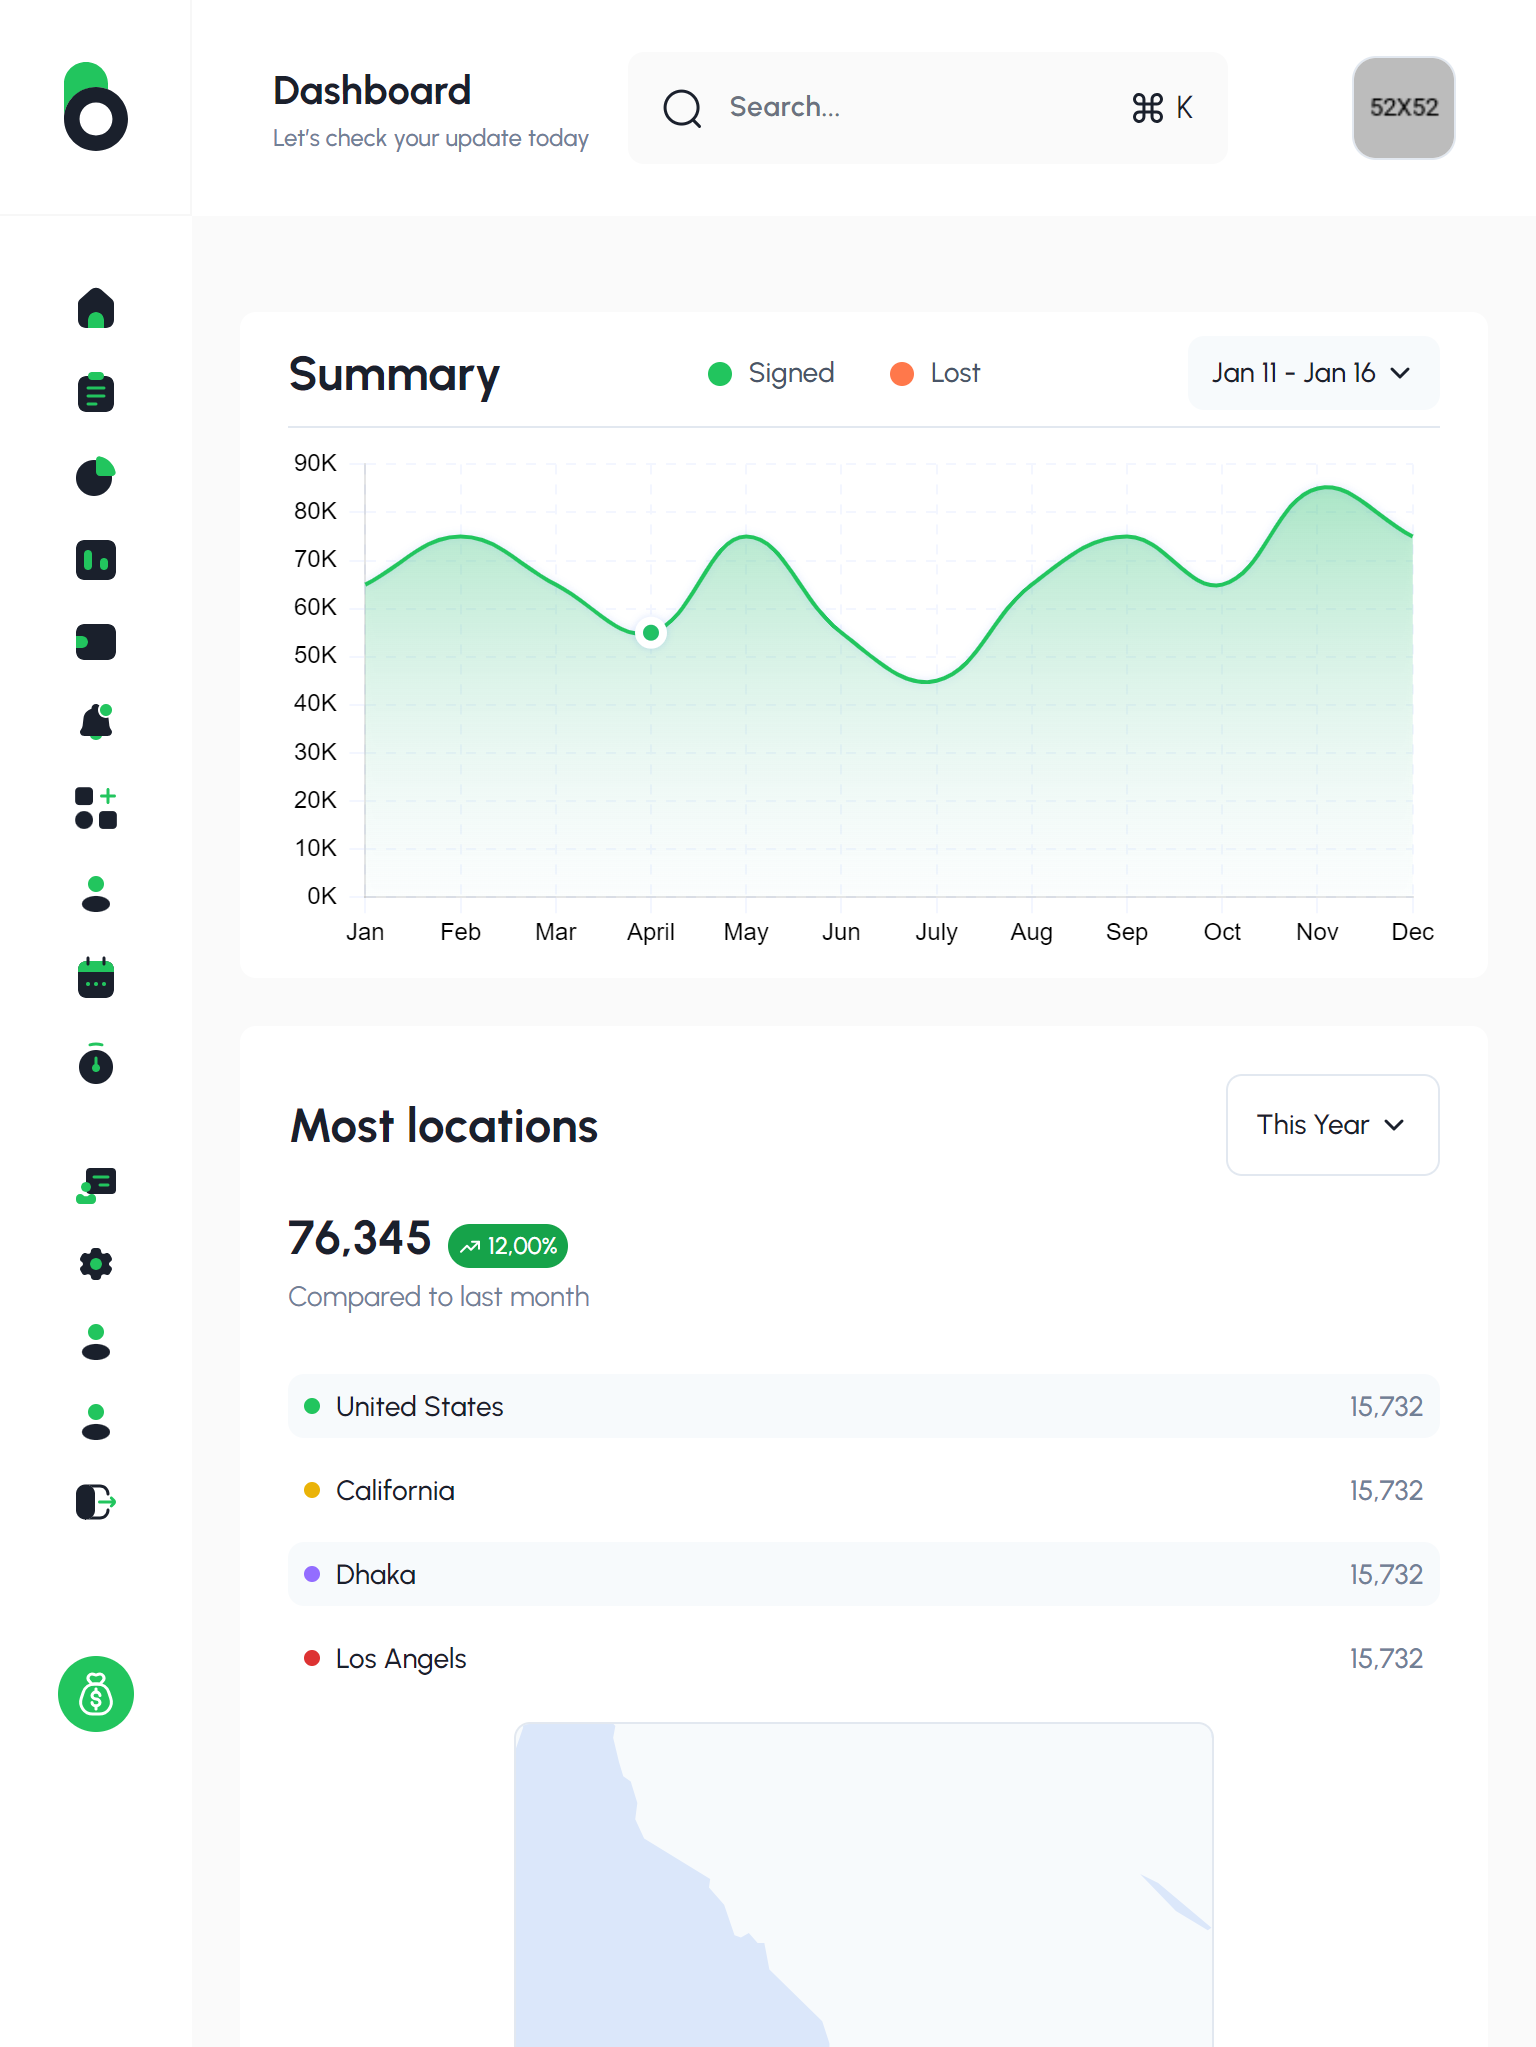 Dashboard
Let's check your update today
Search...
⌘ K
52X52
Summary
Signed
Lost
Jan 11 - Jan 16
90K
80K
70K
60K
50K
40K
30K
20K
10K
0K
Jan Feb Mar April May Jun July Aug Sep Oct Nov Dec
Most locations
This Year
76,345
12,00%
Compared to last month
United States 15,732
California 15,732
Dhaka 15,732
Los Angels 15,732